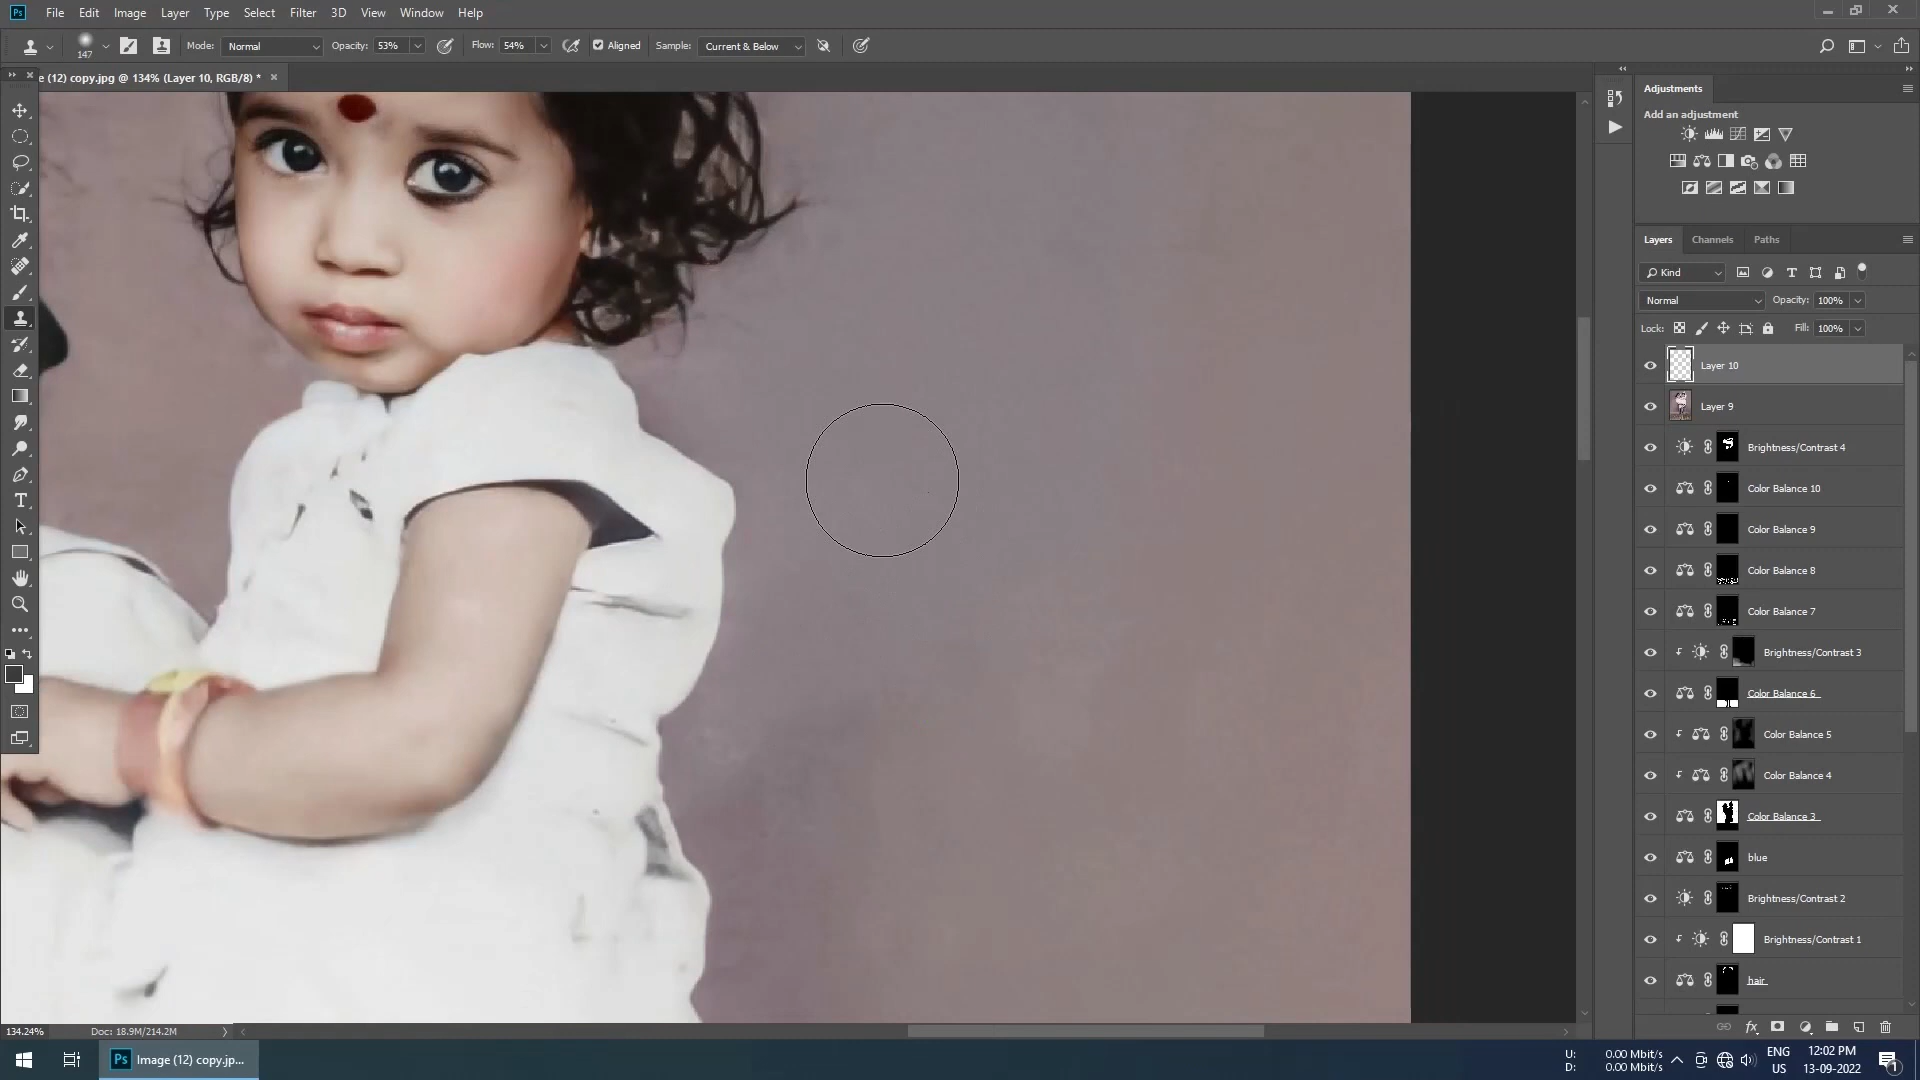 Ps File Edit Image Layer Type Select Filter 3D View Window Help
147 Mode: Normal Opacity: 53% Flow: 54% Aligned Sample: Current & Below
e (12) copy.jpg @ 134% (Layer 10, RGB/8) *
Adjustments
Add an adjustment
Layers Channels Paths
Kind
Normal Opacity: 100%
Lock: Fill: 100%
Layer 10
Layer 9
Brightness/Contrast 4
Color Balance 10
Color Balance 9
Color Balance 8
Color Balance 7
Brightness/Contrast 3
Color Balance 6
Color Balance 5
Color Balance 4
Color Balance 3
blue
Brightness/Contrast 2
Brightness/Contrast 1
hair
134.24% Doc: 18.9M/214.2M
Ps Image (12) copy.jp...
U: 0.00 Mbit/s
D: 0.00 Mbit/s
ENG
US
12:02 PM
13-09-2022
1